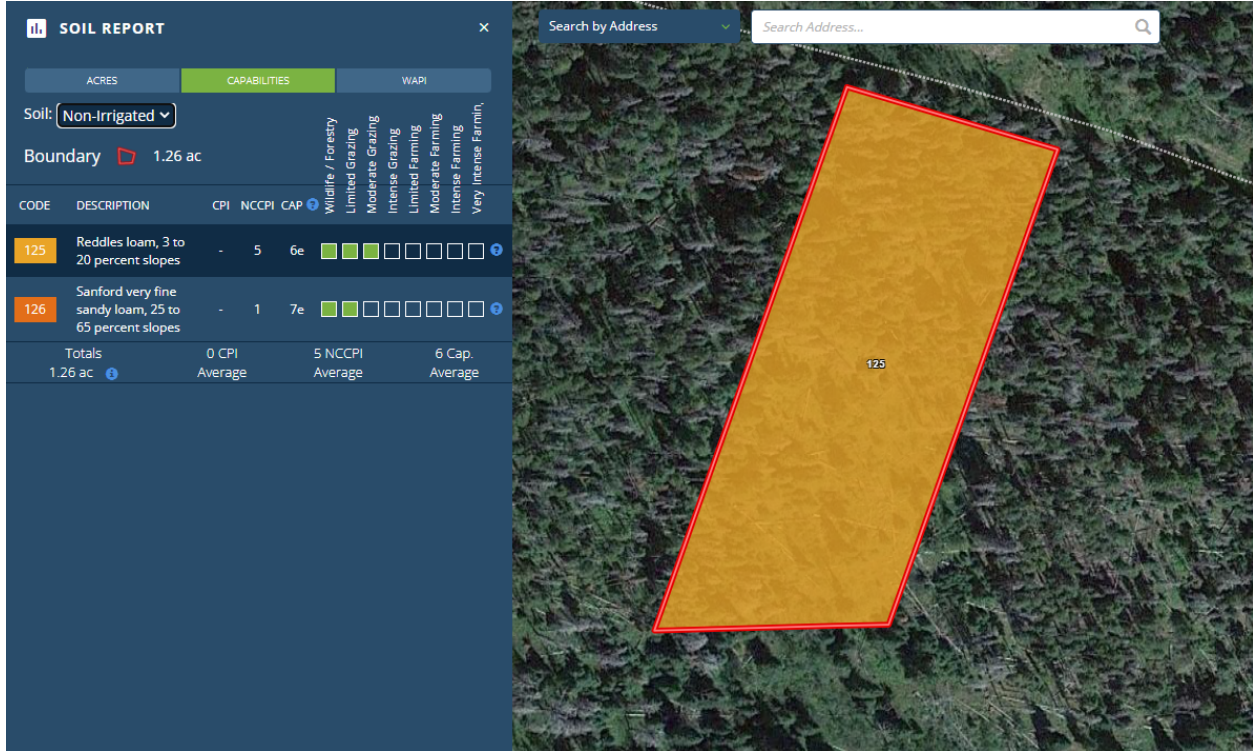 SOIL REPORT ×
Search by Address
Search Address...
ACRES CAPABILITIES WAPI
Soil: Non-Irrigated
Boundary 1.26 ac
CODE DESCRIPTION CPI NCCPI CAP ?
Wildlife / Forestry
Limited Grazing
Moderate Grazing
Intense Grazing
Limited Farming
Moderate Farming
Intense Farming
Very Intense Farmin,
125 Reddles loam, 3 to - 5 6e ?
20 percent slopes
Sanford very fine
126 sandy loam, 25 to - 1 7e ?
65 percent slopes
Totals 0 CPI 5 NCCPI 6 Cap.
1.26 ac i Average Average Average
125